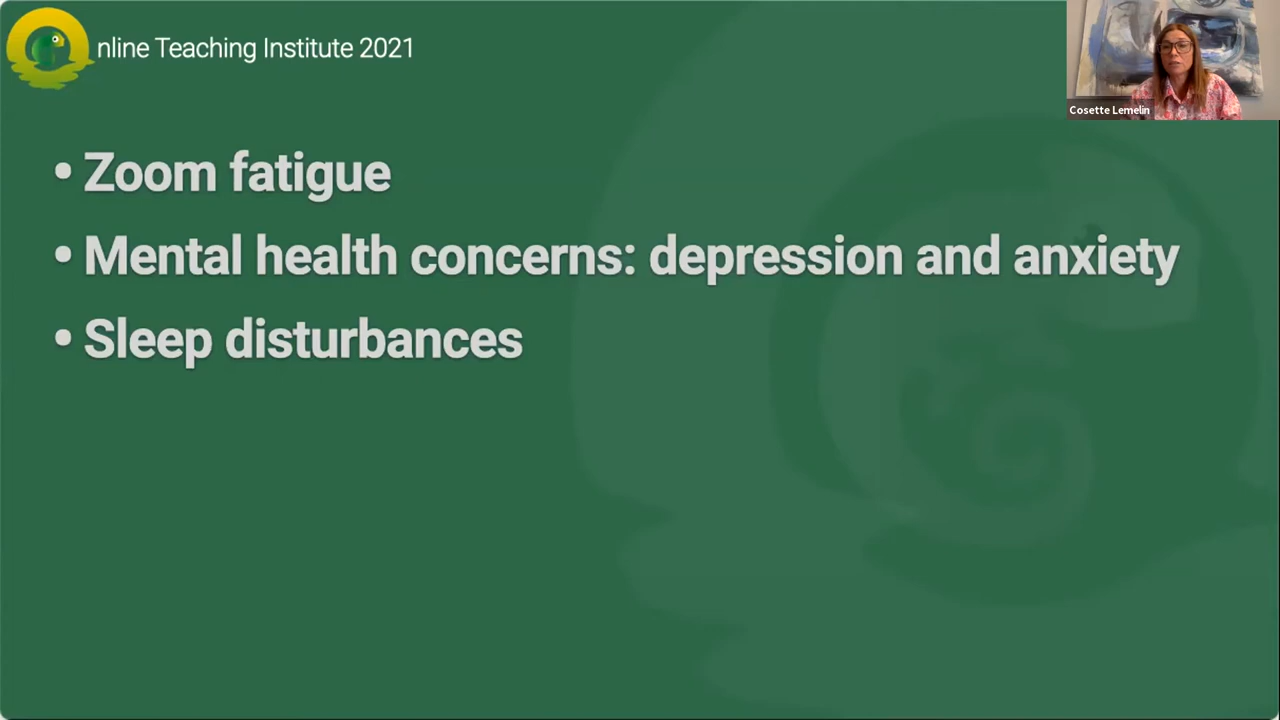 nline Teaching Institute 2021
Cosette Lemelin
• Zoom fatigue
• Mental health concerns: depression and anxiety
• Sleep disturbances